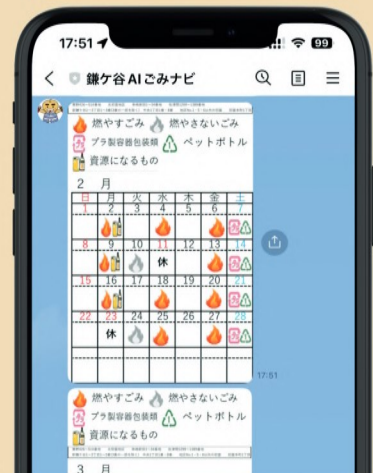 17:51
99
鎌ケ谷AIごみナビ
燃やすごみ 燃やさないごみ
プラ製容器包装類 ペットボトル
資源になるもの
2 月
日 月 火 水 木 金 土
1 2 3 4 5 6 7
8 9 10 11 12 13 14
休
15 16 17 18 19 20 21
22 23 24 25 26 27 28
休
17:51
燃やすごみ 燃やさないごみ
プラ製容器包装類 ペットボトル
資源になるもの
3 月